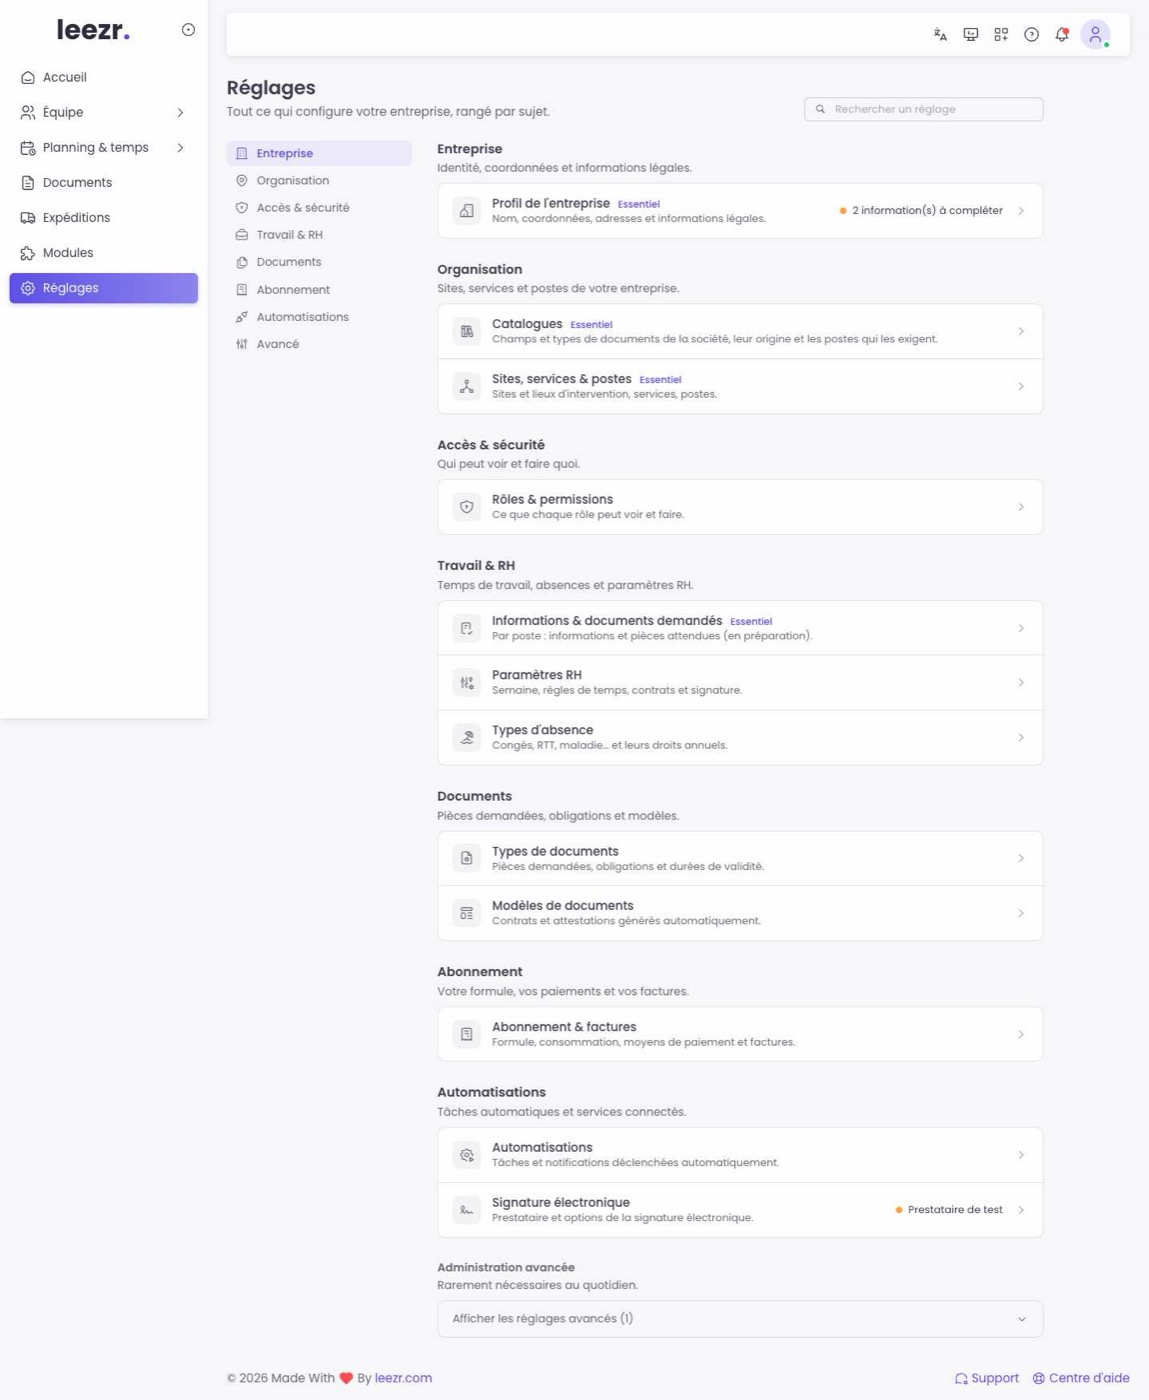 leezr.
Accueil
Équipe
Planning & temps
Documents
Expéditions
Modules
Réglages
Réglages
Tout ce qui configure votre entreprise, rangé par sujet.
Rechercher un réglage
Entreprise
Organisation
Accès & sécurité
Travail & RH
Documents
Abonnement
Automatisations
Avancé
Entreprise
Identité, coordonnées et informations légales.
Profil de l'entreprise Essentiel
Nom, coordonnées, adresses et informations légales.
2 information(s) à compléter
Organisation
Sites, services et postes de votre entreprise.
Catalogues Essentiel
Champs et types de documents de la société, leur origine et les postes qui les exigent.
Sites, services & postes Essentiel
Sites et lieux d'intervention, services, postes.
Accès & sécurité
Qui peut voir et faire quoi.
Rôles & permissions
Ce que chaque rôle peut voir et faire.
Travail & RH
Temps de travail, absences et paramètres RH.
Informations & documents demandés Essentiel
Par poste : informations et pièces attendues (en préparation).
Paramètres RH
Semaine, règles de temps, contrats et signature.
Types d'absence
Congés, RTT, maladie… et leurs droits annuels.
Documents
Pièces demandées, obligations et modèles.
Types de documents
Pièces demandées, obligations et durées de validité.
Modèles de documents
Contrats et attestations générés automatiquement.
Abonnement
Votre formule, vos paiements et vos factures.
Abonnement & factures
Formule, consommation, moyens de paiement et factures.
Automatisations
Tâches automatiques et services connectés.
Automatisations
Tâches et notifications déclenchées automatiquement.
Signature électronique
Prestataire et options de la signature électronique.
Prestataire de test
Administration avancée
Rarement nécessaires au quotidien.
Afficher les réglages avancés (1)
© 2026 Made With ❤ By leezr.com
Support
Centre d'aide